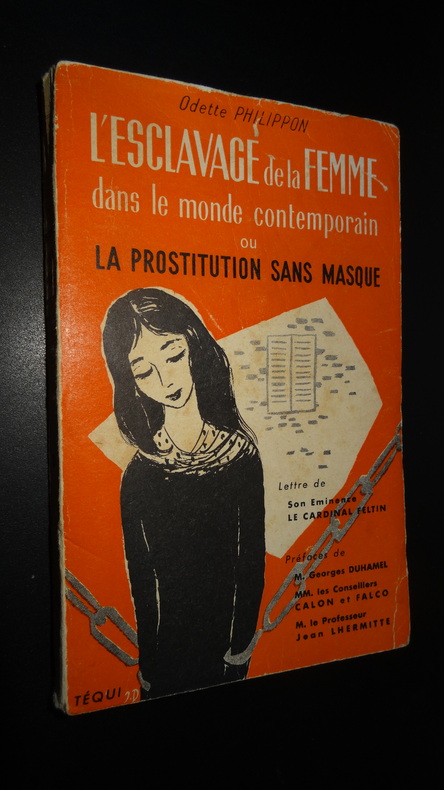 Odette PHILIPPON
L'ESCLAVAGE de la FEMME
dans le monde contemporain
ou
LA PROSTITUTION SANS MASQUE
Lettre de
Son Eminence
LE CARDINAL FELTIN
Préfaces de
M. Georges DUHAMEL
MM. les Conseillers
CALON et FALCO
M. le Professeur
Jean LHERMITTE
TÉQUI J.D